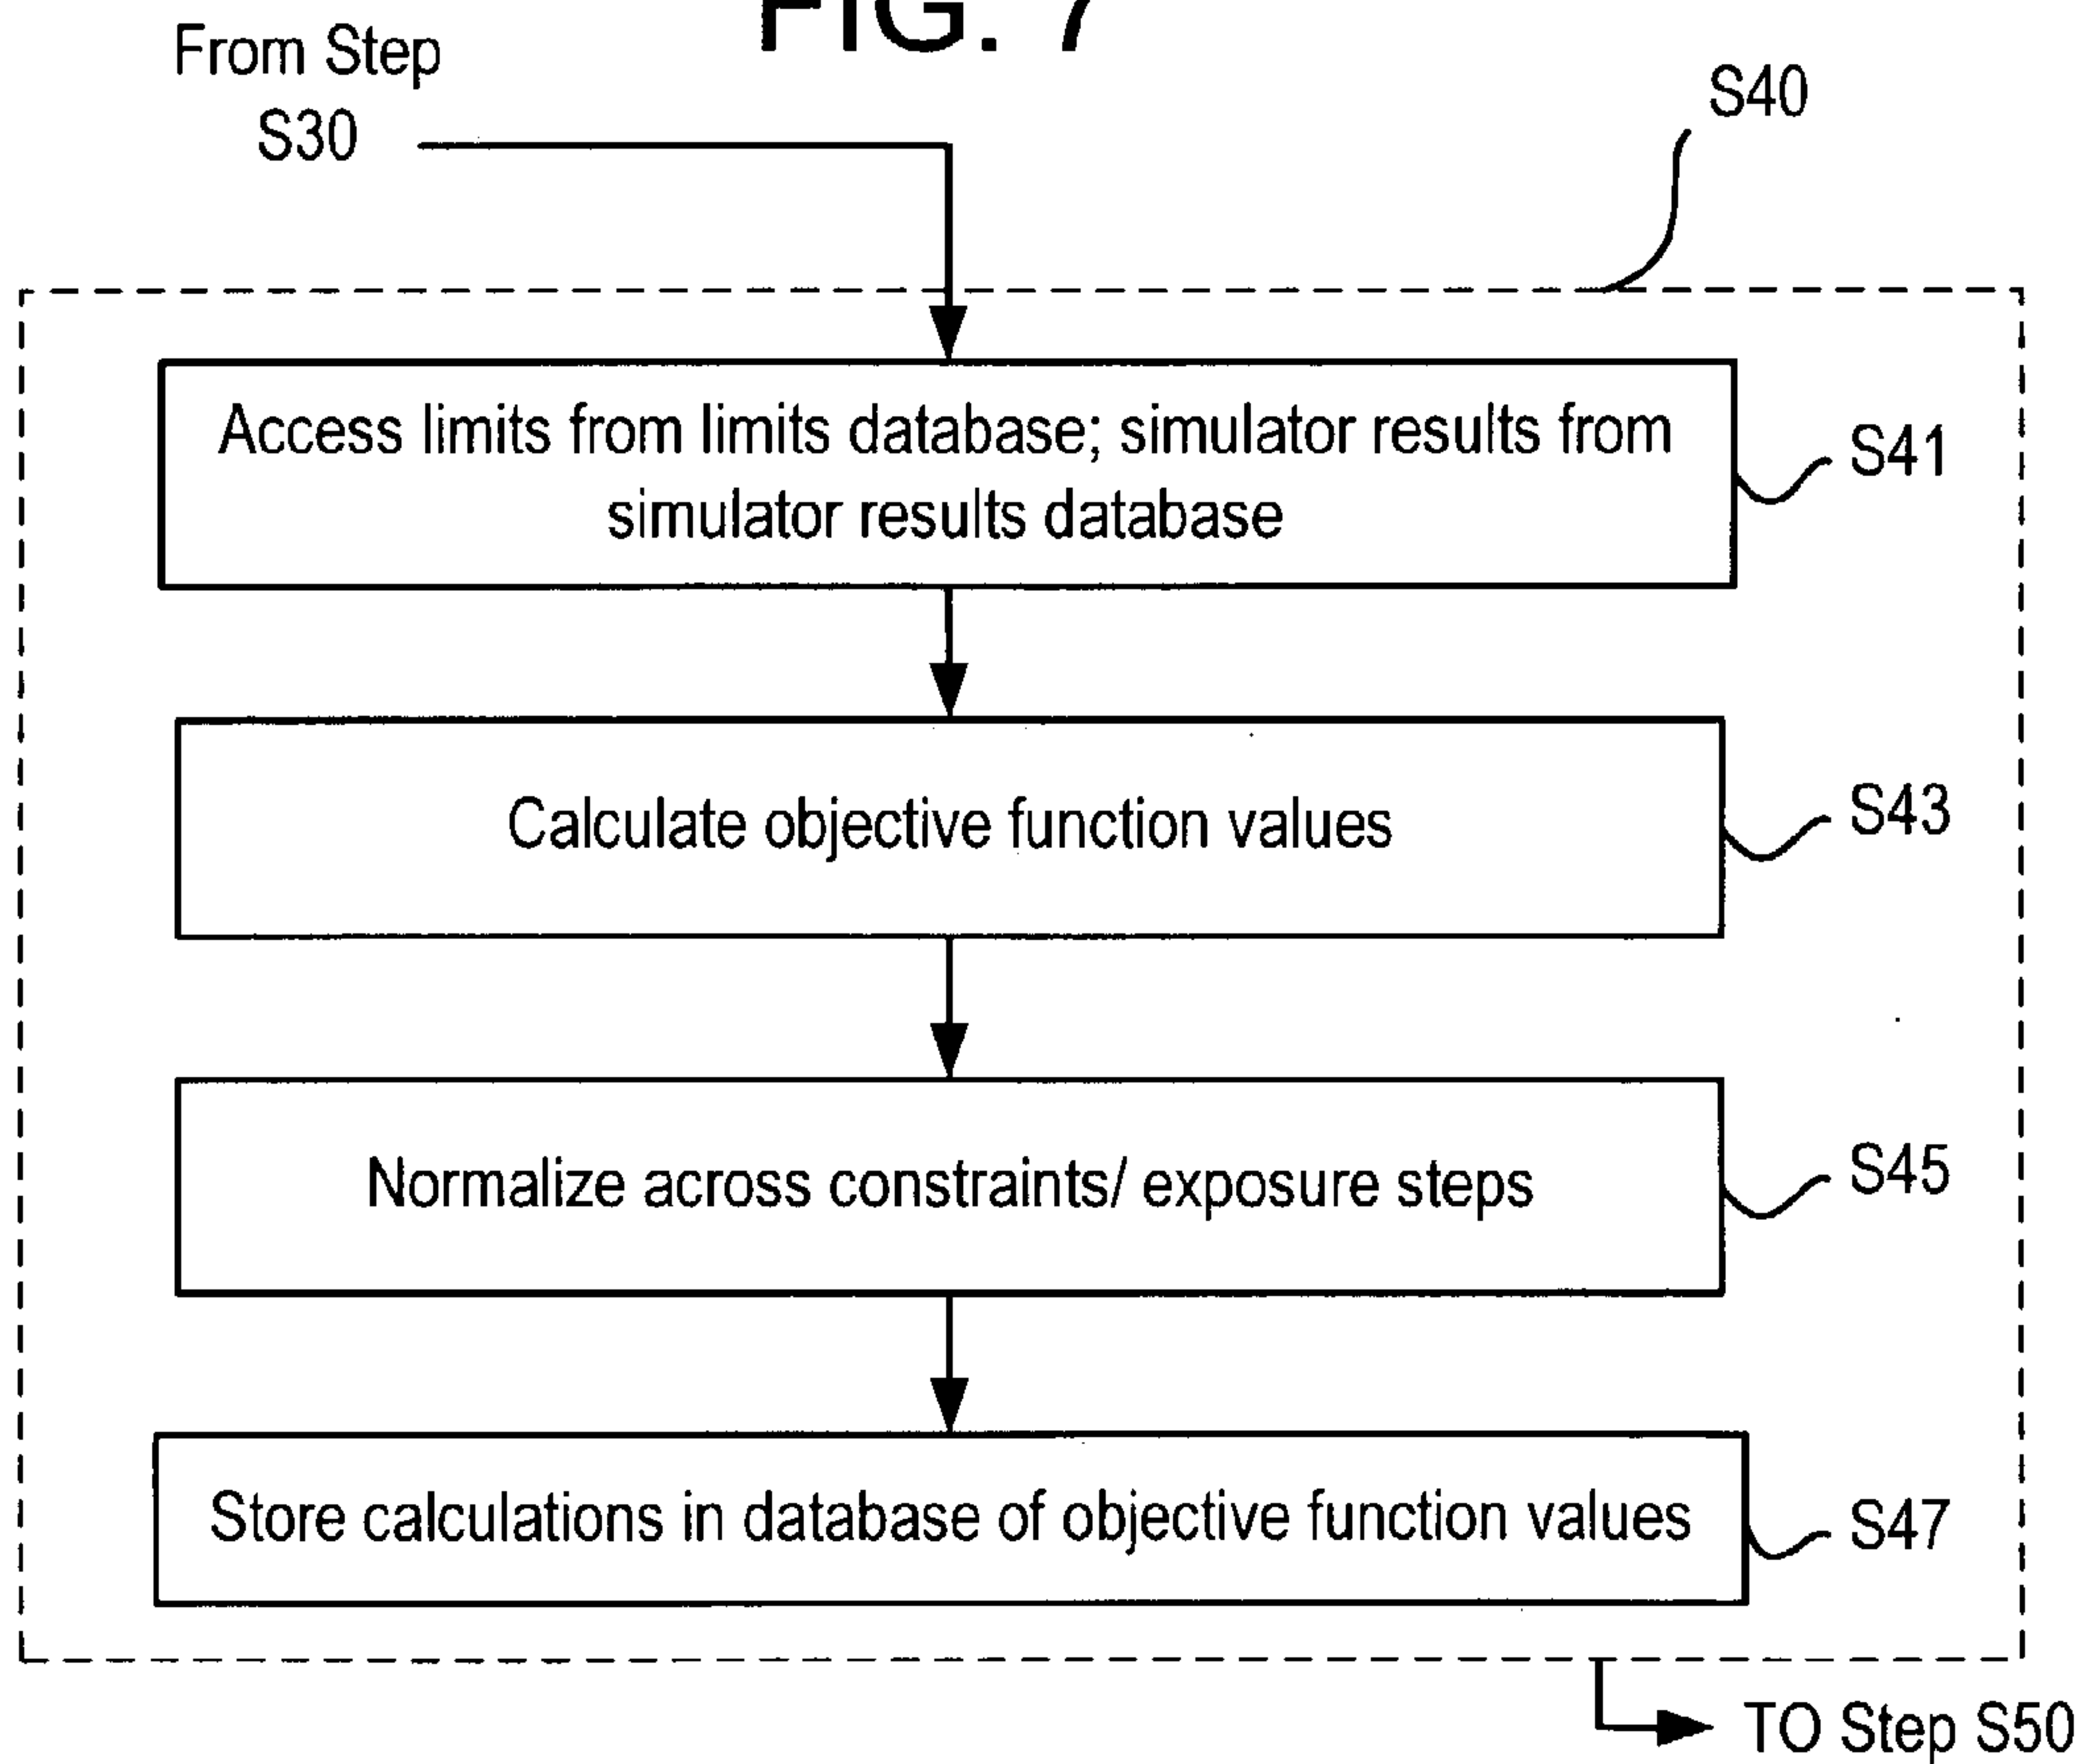 FIG. 7
From Step
S30
S40
Access limits from limits database; simulator results from
simulator results database
S41
Calculate objective function values
S43
Normalize across constraints/ exposure steps
S45
Store calculations in database of objective function values
S47
TO Step S50